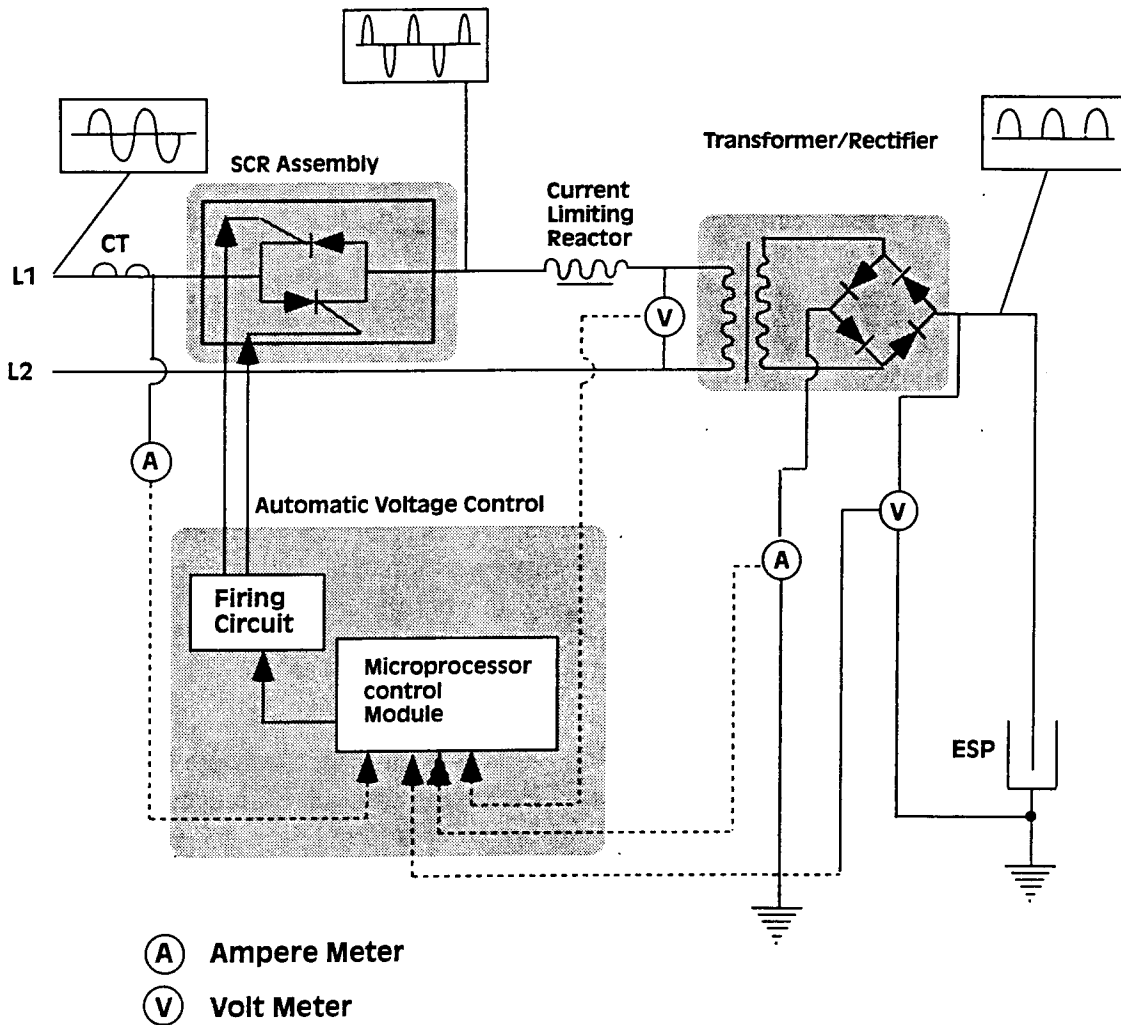 Transformer/Rectifier
SCR Assembly
Current
Limiting
Reactor
CT
L1
V
L2
A
Automatic Voltage Control
V
A
Firing
Circuit
Microprocessor
control
Module
ESP
A Ampere Meter
V Volt Meter